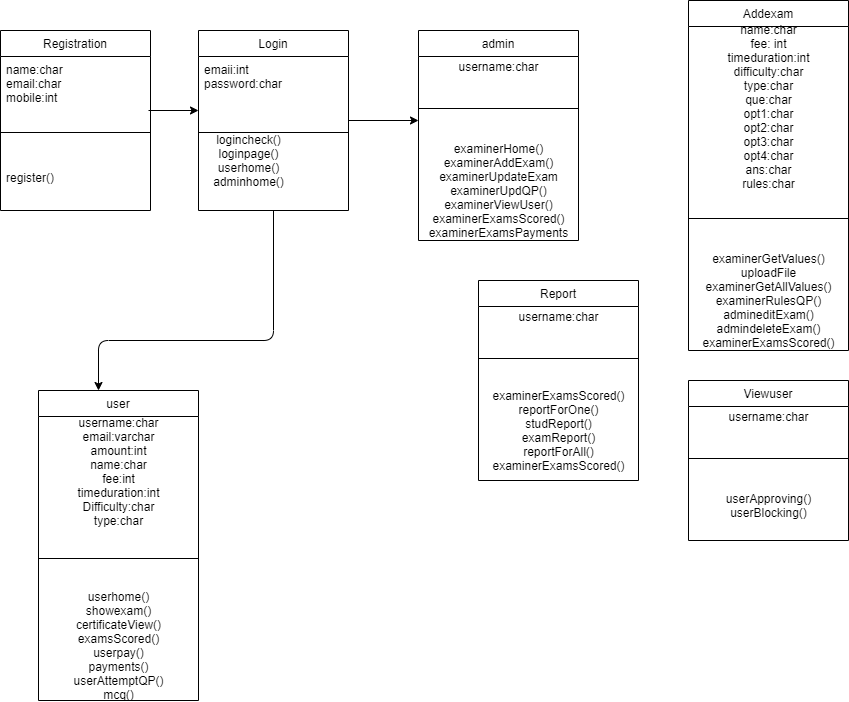 Registration
name:char
email:char
mobile:int
register()
Login
email:int
password:char
logincheck()
loginpage()
userhome()
adminhome()
admin
username:char
examinerHome()
examinerAddExam()
examinerUpdateExam
examinerUpdQP()
examinerViewUser()
examinerExamsScored()
examinerExamsPayments
Addexam
name:char
fee: int
timeduration:int
difficulty:char
type:char
que:char
opt1:char
opt2:char
opt3:char
opt4:char
ans:char
rules:char
examinerGetValues()
uploadFile
examinerGetAllValues()
examinerRulesQP()
admineditExam()
admindeleteExam()
examinerExamsScored()
Report
username:char
examinerExamsScored()
reportForOne()
studReport()
examReport()
reportForAll()
examinerExamsScored()
Viewuser
username:char
userApproving()
userBlocking()
user
username:char
email:varchar
amount:int
name:char
fee:int
timeduration:int
Difficulty:char
type:char
userhome()
showexam()
certificateView()
examsScored()
userpay()
payments()
userAttemptQP()
mcq()